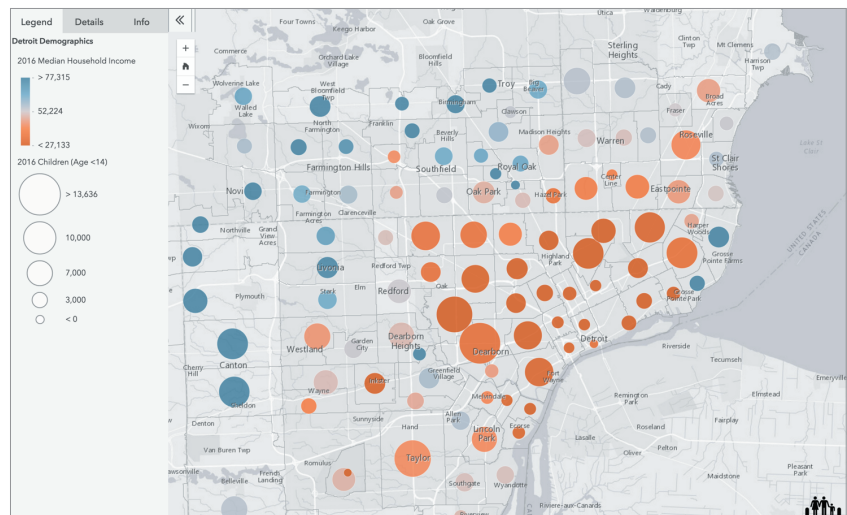 Legend
Details
Info
Detroit Demographics
2016 Median Household Income
> 77,315
52,224
< 27,133
2016 Children (Age <14)
> 13,636
10,000
7,000
3,000
< 0
«
+
−
Utica
Four Towns
Keego Harbor
Oak Grove
Clinton
Twp
Mt Clemens
Sterling
Heights
Harrison
Twp
Commerce
Orchard Lake
Village
Bloomfield
Hills
Wolverine Lake
West
Bloomfield
Twp
Troy
Big
Beaver
Cady
Broad
Acres
Walled
Lake
Birmingham
Clawson
Fraser
Wixom
North
Farmington
Franklin
Beverly
Hills
Madison Heights
Warren
Roseville
Lake St
Clair
Farmington Hills
Southfield
Royal Oak
St Clair
Shores
Center
Line
Novi
Farmington
Oak Park
Hazel Park
Eastpointe
Farmington
Acres
Clarenceville
Northville
Grand
View
Acres
Harper
Woods
UNITED STATES
CANADA
Highland
Park
Grosse
Pointe Farms
Livonia
Redford Twp
Oak
Plymouth
Stark
Elm
Redford
Grosse
Pointe Park
Dearborn
Heights
Detroit
Westland
Garden
City
Dearborn
Riverside
Tecumseh
Cherry
Hill
Canton
Greenfield
Village
Fort
Wayne
Emeryville
Wayne
Inkster
Sheldon
Melvindale
Remington
Park
Elmstead
Denton
Sunnyside
Hand
Allen
Park
Lincoln
Park
Ecorse
Lasalle
Roseland
Fairplay
Van Buren Twp
Taylor
Oliver
Pelton
Romulus
Pleasant
Park
Belleville
Frends
Landing
Southgate
Wyandotte
Maidstone
Riviere-aux-Canards